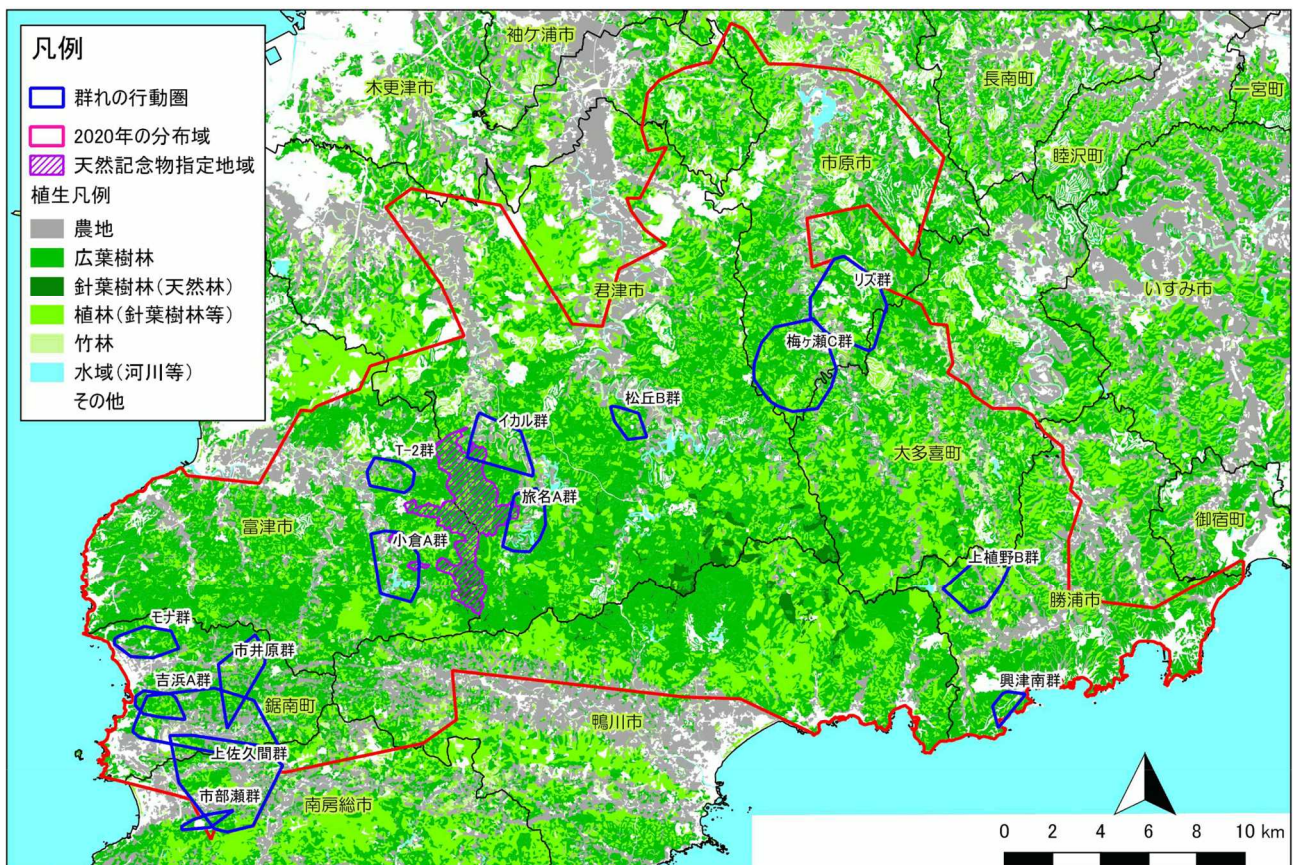 凡例
群れの行動圏
2020年の分布域
天然記念物指定地域
植生凡例
農地
広葉樹林
針葉樹林(天然林)
植林(針葉樹林等)
竹林
水域(河川等)
その他
袖ケ浦市
木更津市
長南町
一宮町
睦沢町
市原市
いすみ市
君津市
リズ群
梅ヶ瀬C群
松丘B群
イカル群
T-2群
大多喜町
旅名A群
富津市
小倉A群
御宿町
上植野B群
勝浦市
モナ群
市井原群
吉浜A群
鋸南町
興津南群
鴨川市
上佐久間群
市部瀬群
南房総市
0 2 4 6 8 10 km